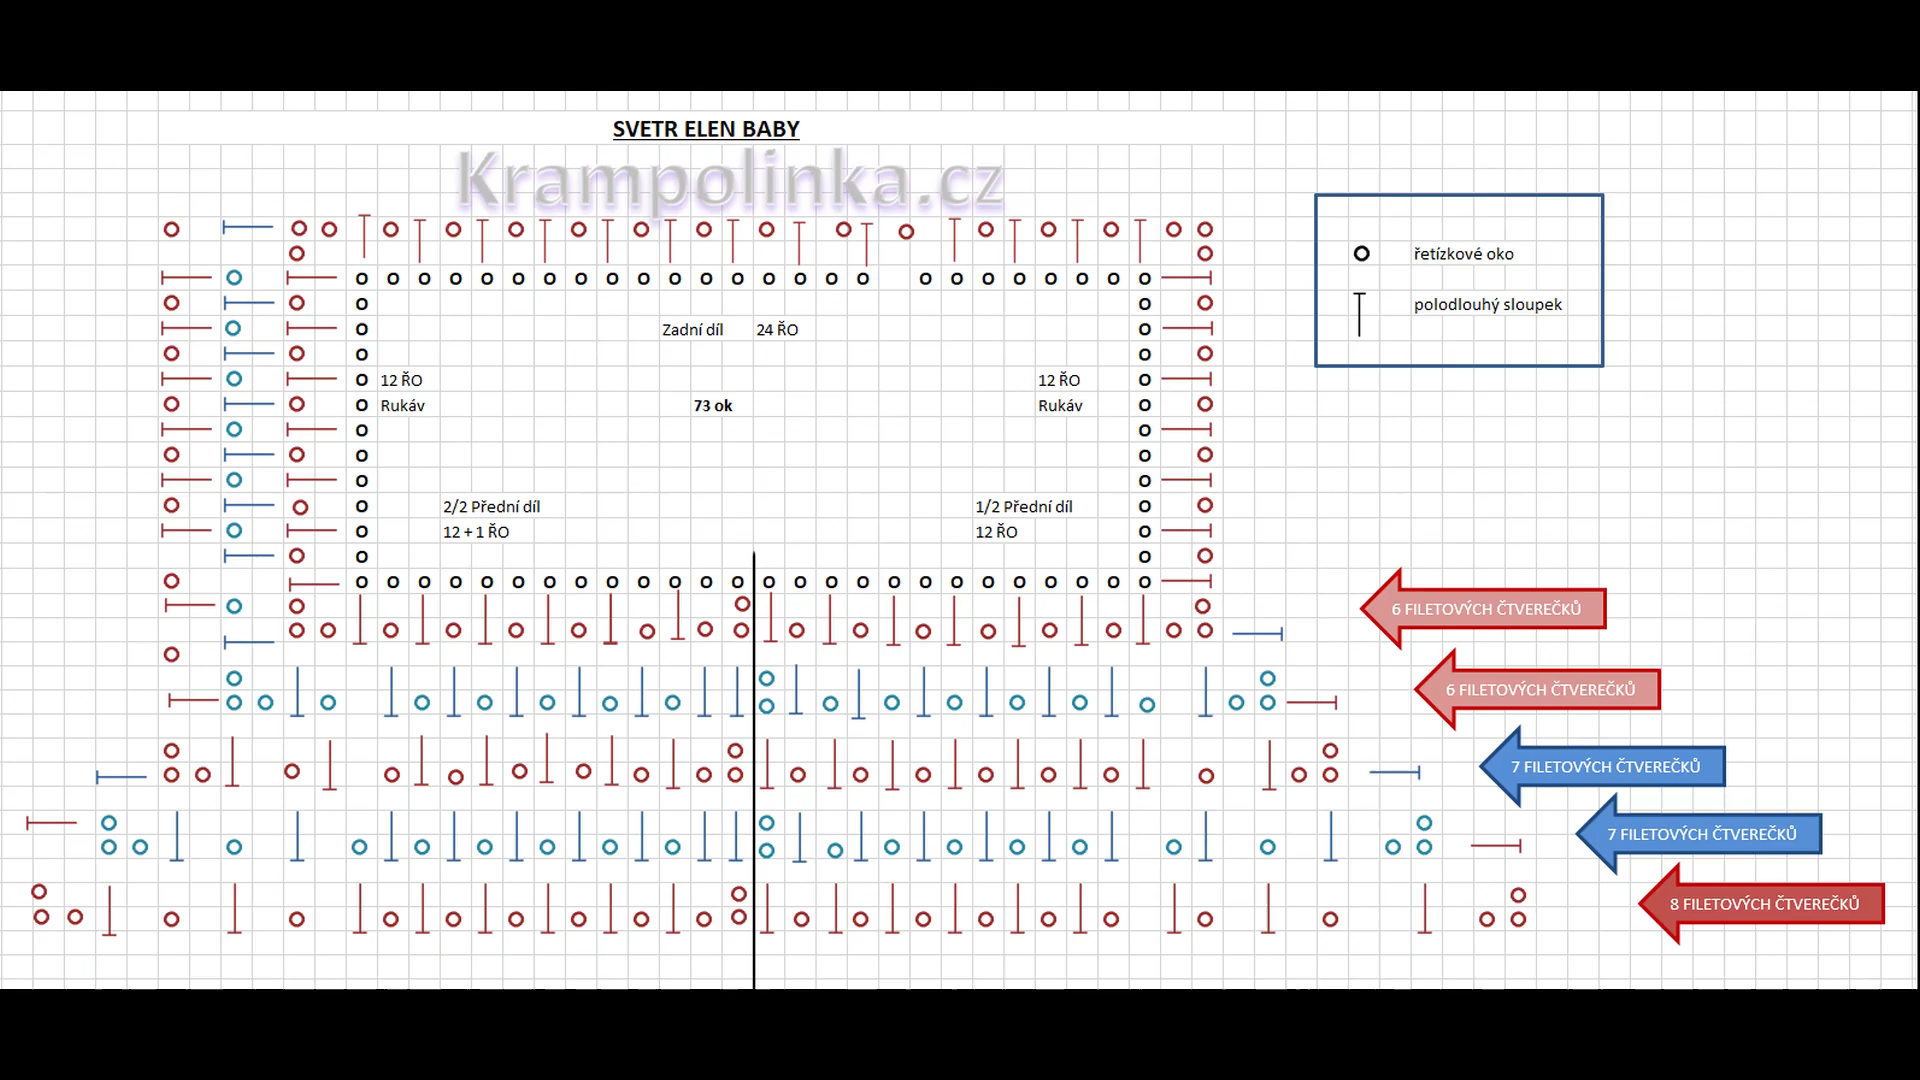 SVETR ELEN BABY
Krampolinka.cz
řetízkové oko
polodlouhý sloupek
Zadní díl 24 ŘO
12 ŘO
Rukáv
73 ok
12 ŘO
Rukáv
2/2 Přední díl
12 + 1 ŘO
1/2 Přední díl
12 ŘO
6 FILETOVÝCH ČTVEREČKŮ
6 FILETOVÝCH ČTVEREČKŮ
7 FILETOVÝCH ČTVEREČKŮ
7 FILETOVÝCH ČTVEREČKŮ
8 FILETOVÝCH ČTVEREČKŮ